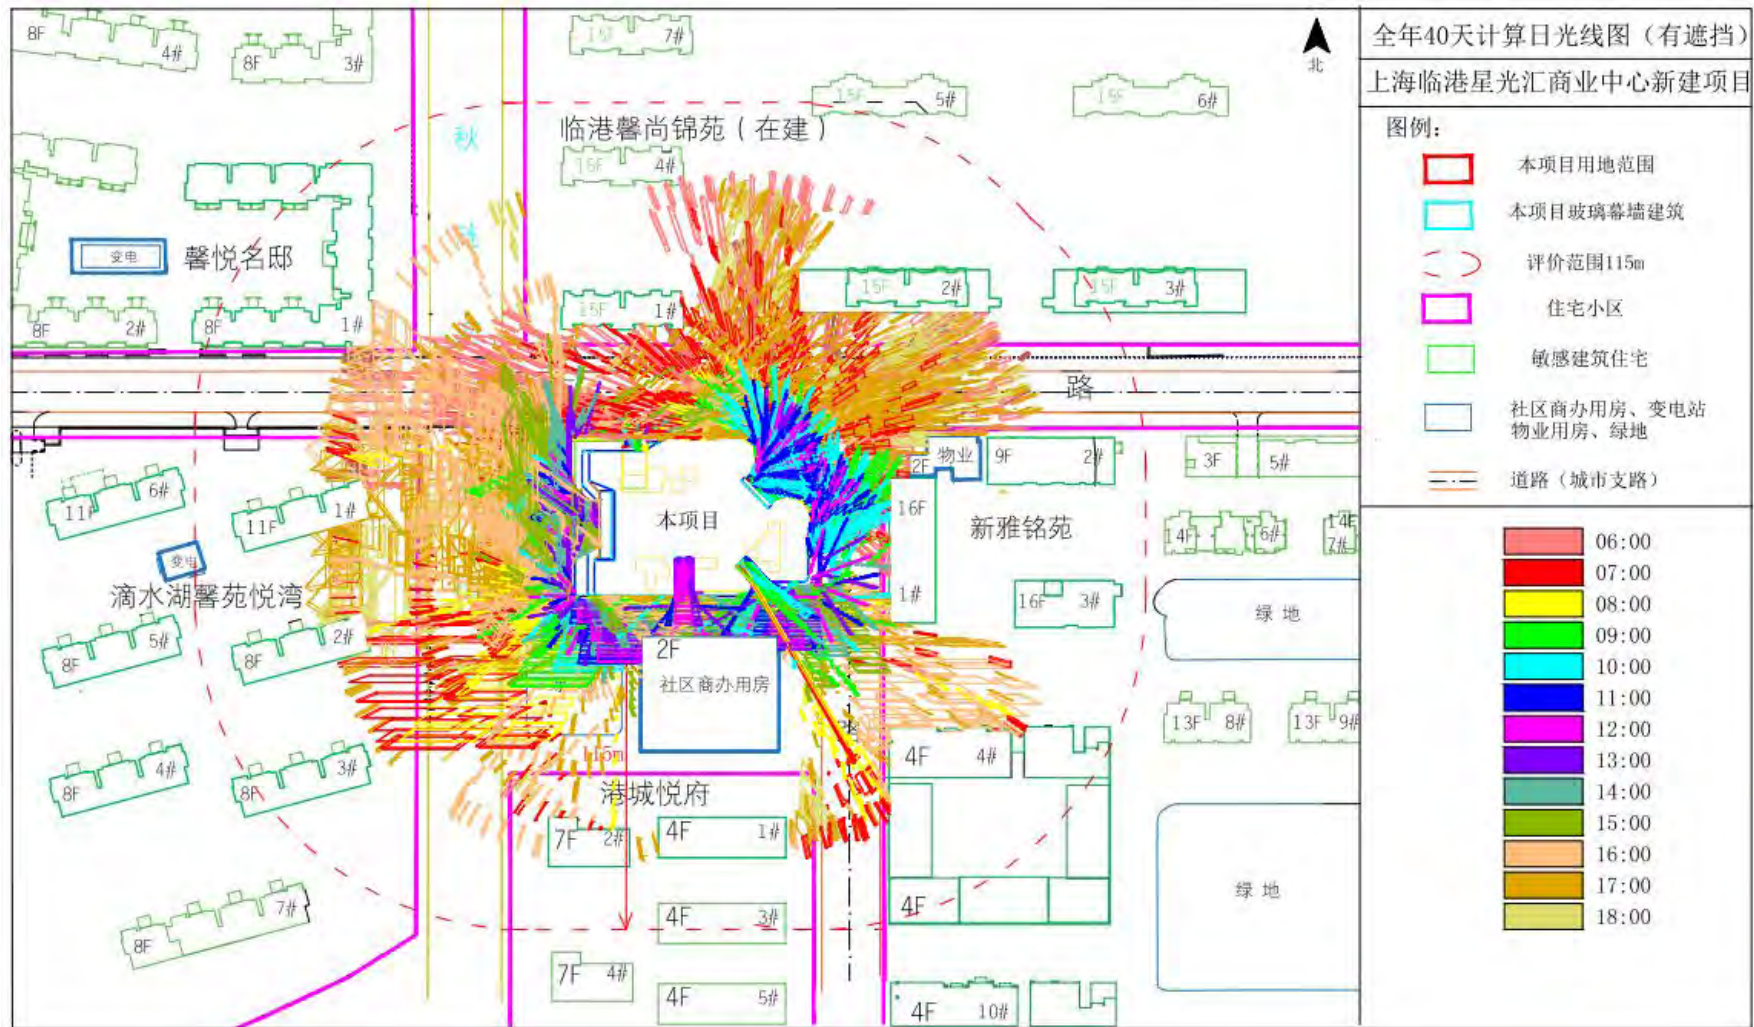 全年40天计算日光线图（有遮挡）
上海临港星光汇商业中心新建项目
图例：
本项目用地范围
本项目玻璃幕墙建筑
评价范围115m
住宅小区
敏感建筑住宅
社区商办用房、变电站
物业用房、绿地
道路（城市支路）
06:00
07:00
08:00
09:00
10:00
11:00
12:00
13:00
14:00
15:00
16:00
17:00
18:00
北
8F 4#
8F 3#
15F 7#
15F 5#
15F 6#
秋
临港馨尚锦苑（在建）
15F 4#
变电
馨悦名邸
15F 2#
15F 3#
8F 2#
8F 1#
15F 1#
路
2F 物业
9F 2#
3F 5#
11F 6#
11F 1#
本项目
16F
新雅铭苑
14F 6#
14F 7#
变电
滴水湖馨苑悦湾
1#
16F 3#
绿地
8F 5#
8F 2#
2F
社区商办用房
13F 8#
13F 9#
8F 4#
8F 3#
115m
4F 4#
港城悦府
7F 2#
4F 1#
8F 7#
4F 3#
4F
绿地
7F 4#
4F 5#
4F 10#